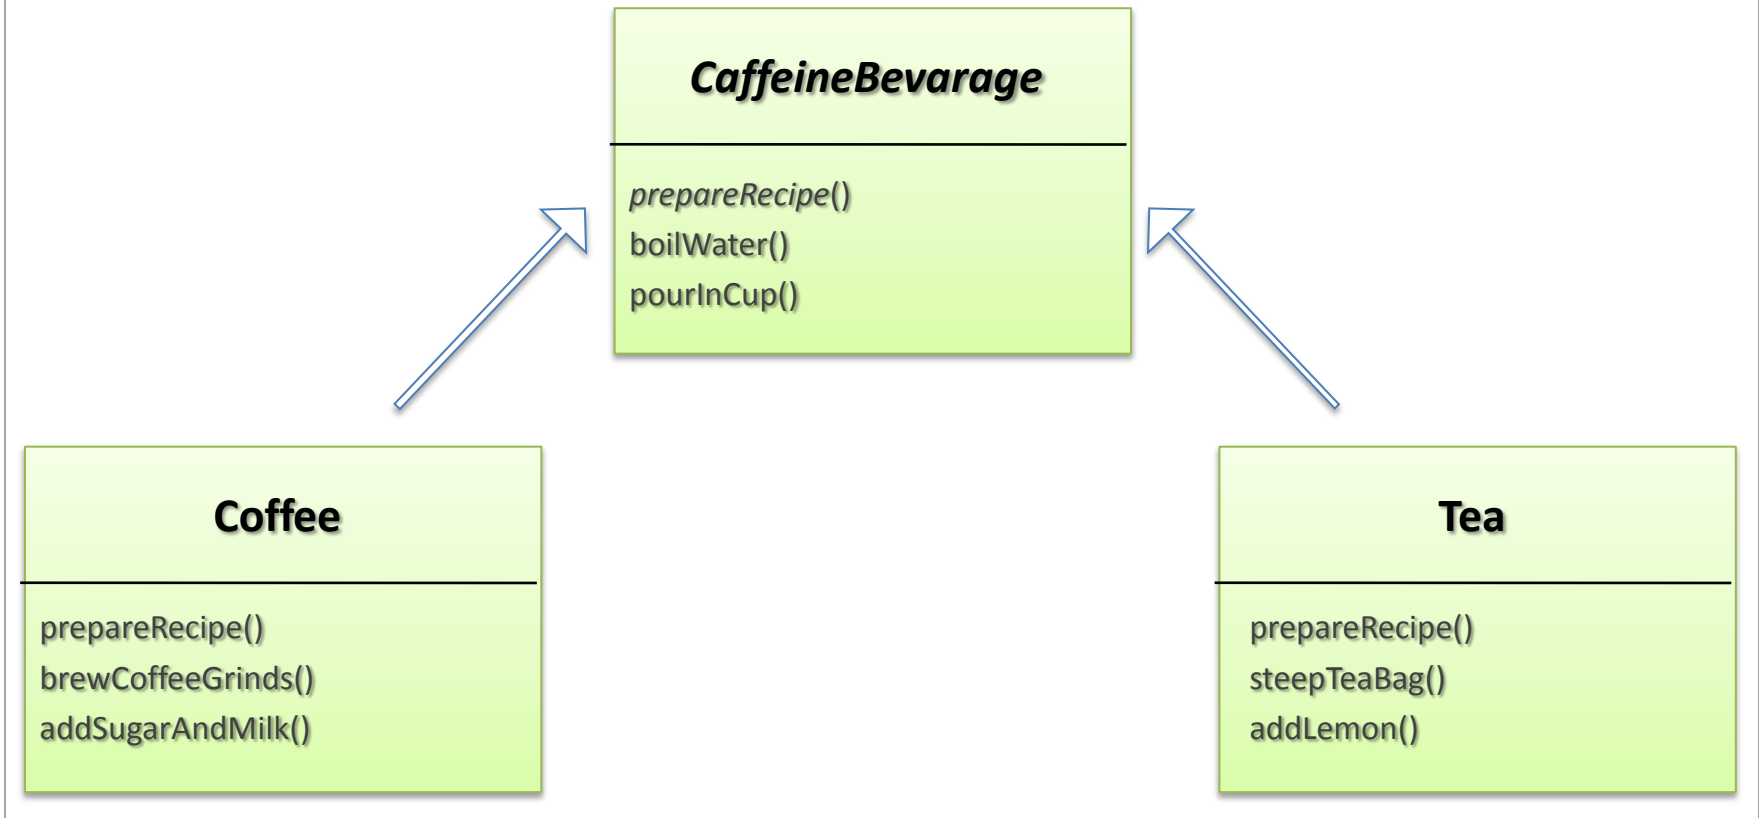 CaffeineBevarage
prepareRecipe()
boilWater()
pourInCup()
Coffee
prepareRecipe()
brewCoffeeGrinds()
addSugarAndMilk()
Tea
prepareRecipe()
steepTeaBag()
addLemon()